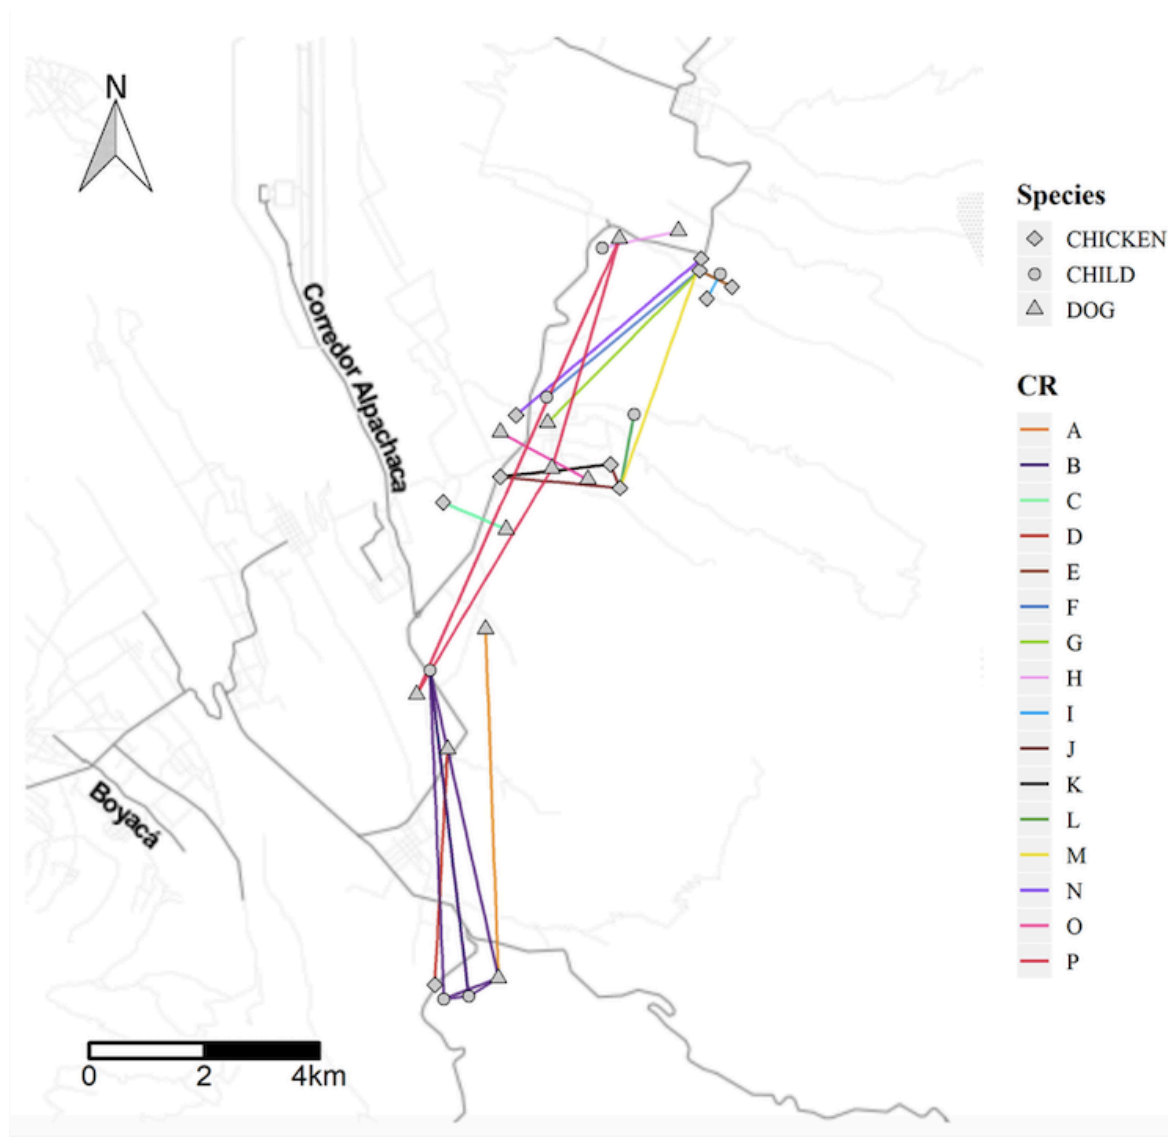 N
Corredor Alpachaca
Boyacá
0 2 4km
Species
CHICKEN
CHILD
DOG
CR
A
B
C
D
E
F
G
H
I
J
K
L
M
N
O
P